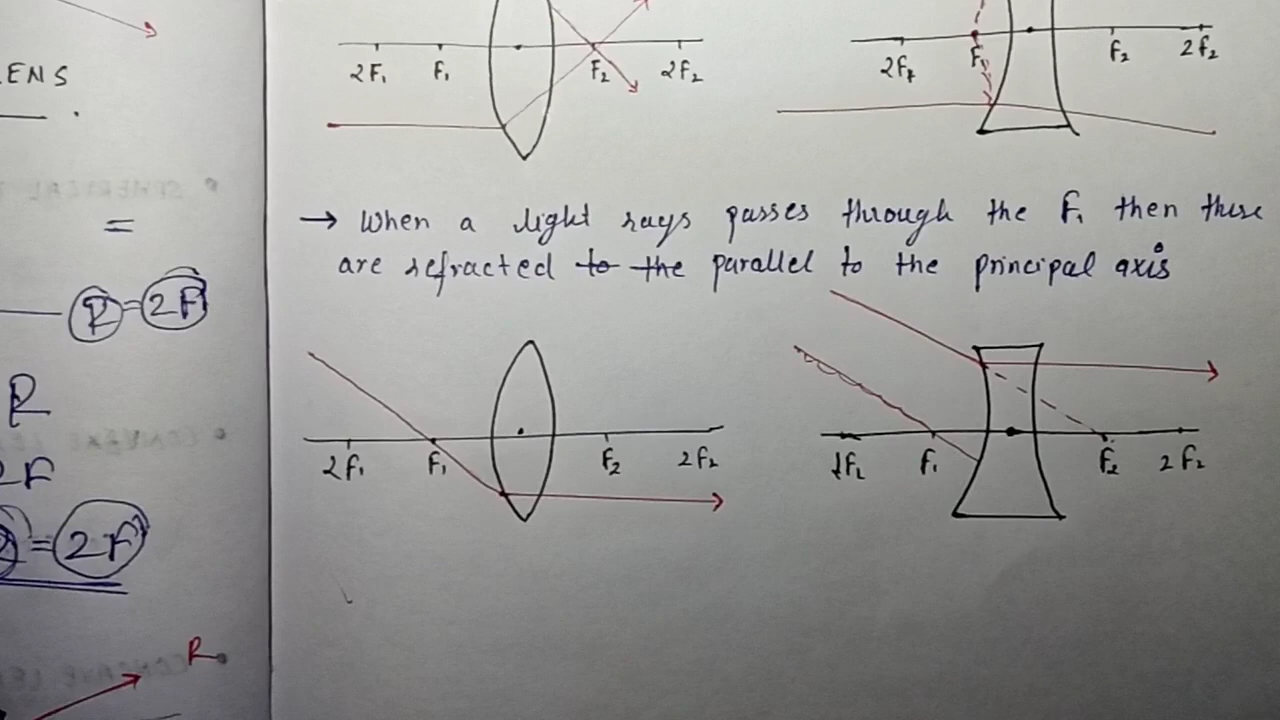 ENS
R = 2F
R
2F
= 2F
R
2F₁ F₁ F₂ 2F₂
F₁ F₂ 2F₂
→ When a light rays passes through the F₁ then these
are refracted to the parallel to the principal axis
2F₁ F₁ F₂ 2F₂
F₁ F₂ 2F₂